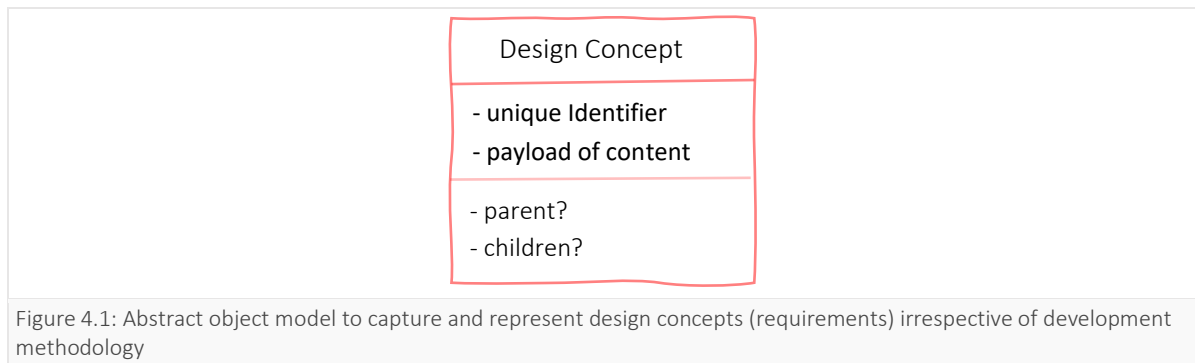 Design Concept
- unique Identifier
- payload of content
- parent?
- children?
Figure 4.1: Abstract object model to capture and represent design concepts (requirements) irrespective of development
methodology